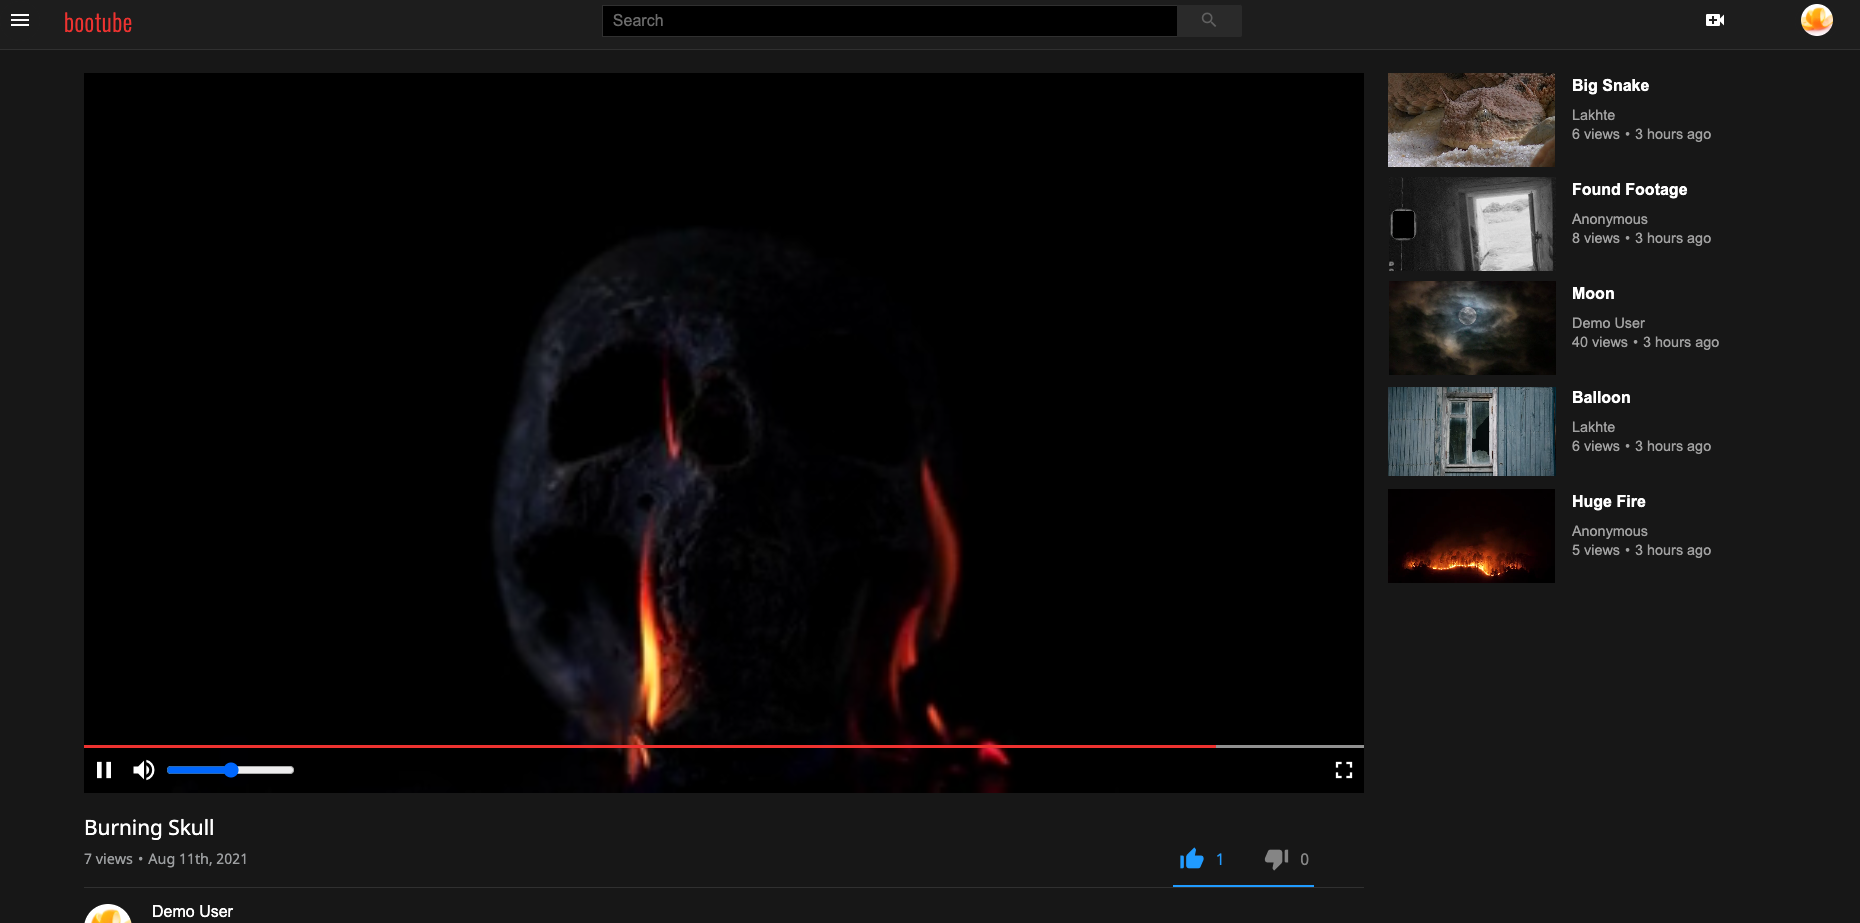 bootube
Search
Big Snake
Lakhte
6 views • 3 hours ago
Found Footage
Anonymous
8 views • 3 hours ago
Moon
Demo User
40 views • 3 hours ago
Balloon
Lakhte
6 views • 3 hours ago
Huge Fire
Anonymous
5 views • 3 hours ago
Burning Skull
7 views • Aug 11th, 2021
1 0
Demo User